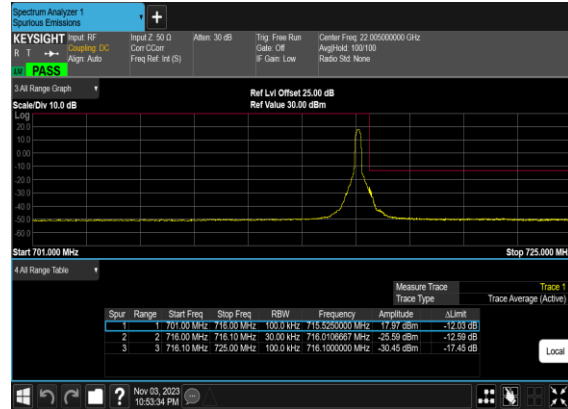 Spectrum Analyzer 1
Spurious Emissions
KEYSIGHT Input: RF Input Z: 50 Ω Atten: 30 dB Trig: Free Run Center Freq: 22.005000000 GHz
R T Coupling: DC Corr CCorr Gate: Off Avg|Hold: 100/100
Align: Auto Freq Ref: Int (S) IF Gain: Low Radio Std: None
PASS
3 All Range Graph Ref Lvl Offset 25.00 dB
Scale/Div 10.0 dB Ref Value 30.00 dBm
Log
20.0
10.0
0.00
-10.0
-20.0
-30.0
-40.0
-50.0
-60.0
Start 701.000 MHz Stop 725.000 MH
4 All Range Table
Measure Trace Trace 1
Trace Type Trace Average (Active)
Spur Range Start Freq Stop Freq RBW Frequency Amplitude ΔLimit
1 1 701.00 MHz 716.00 MHz 100.0 kHz 715.5250000 MHz 17.97 dBm -12.03 dB
2 2 716.00 MHz 716.10 MHz 30.00 kHz 716.0106667 MHz -25.59 dBm -12.59 dB
3 3 716.10 MHz 725.00 MHz 100.0 kHz 716.1000000 MHz -30.45 dBm -17.45 dB
Local
? Nov 03, 2023
10:53:34 PM